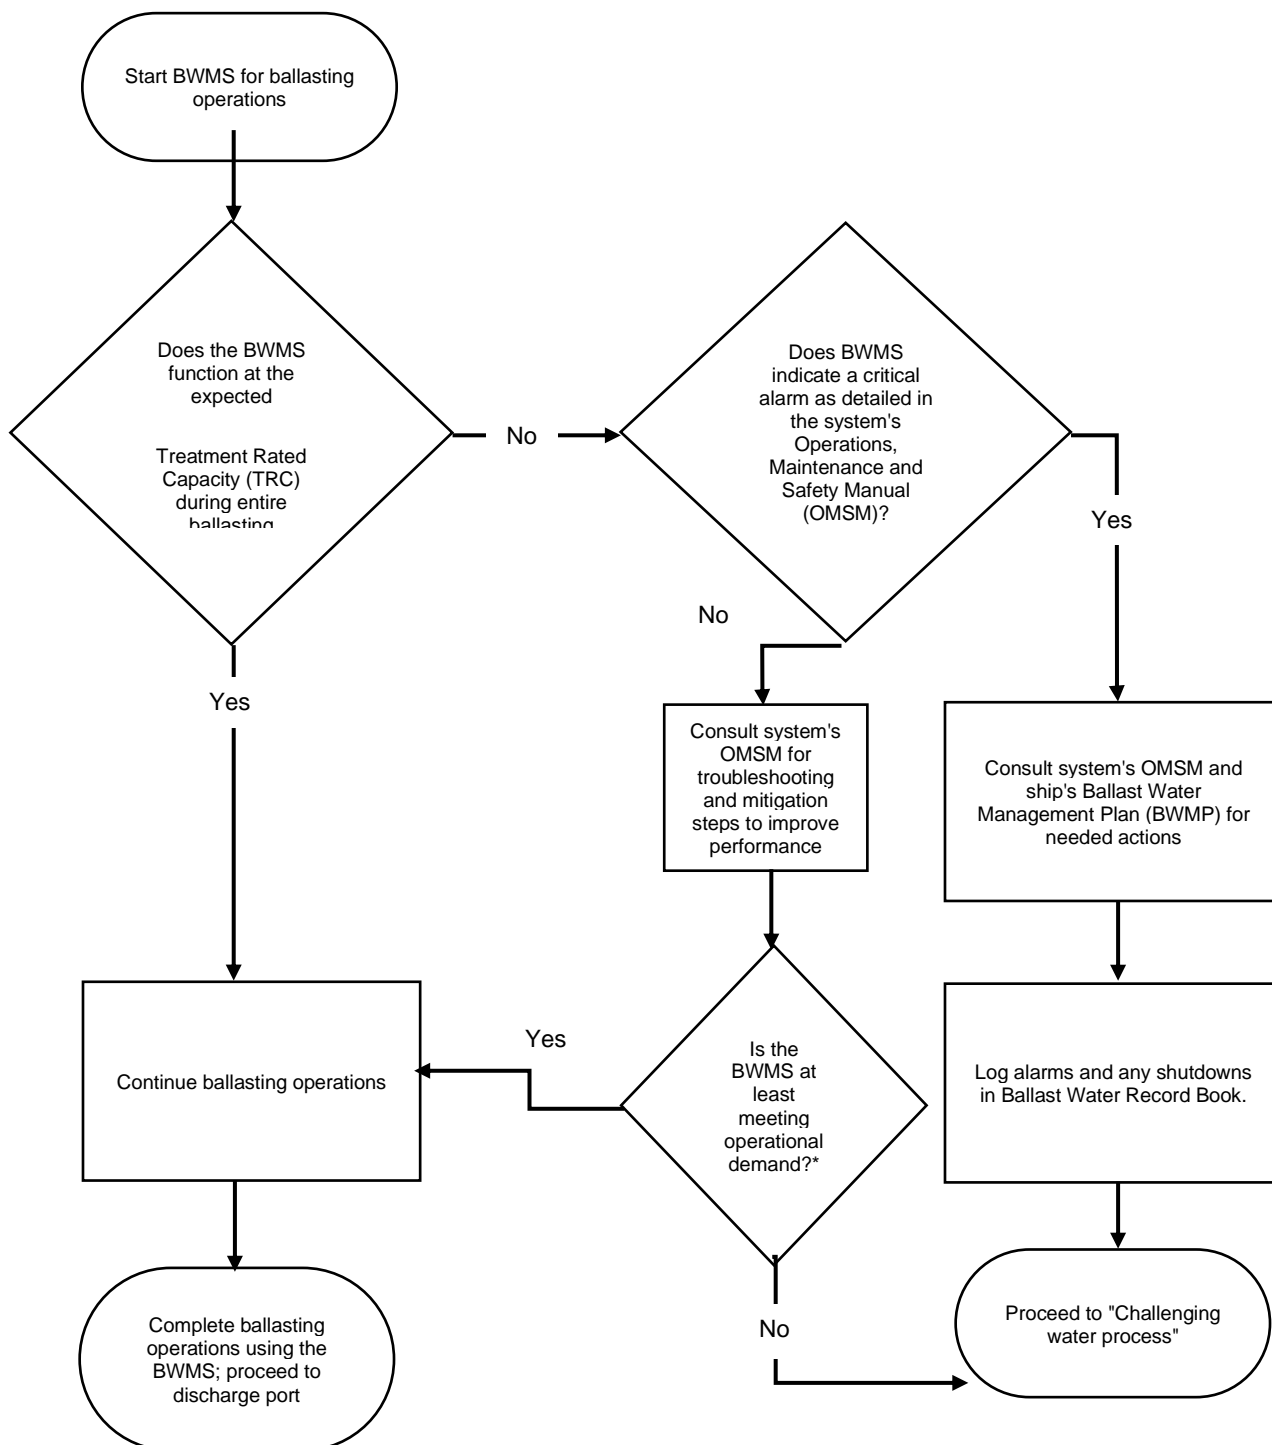 Start BWMS for ballasting
operations
Does the BWMS
function at the
expected
Treatment Rated
Capacity (TRC)
during entire
ballasting
No
Does BWMS
indicate a critical
alarm as detailed in
the system's
Operations,
Maintenance and
Safety Manual
(OMSM)?
Yes
No
Yes
Consult system's
OMSM for
troubleshooting
and mitigation
steps to improve
performance
Consult system's OMSM and
ship's Ballast Water
Management Plan (BWMP) for
needed actions
Continue ballasting operations
Yes
Is the
BWMS at
least
meeting
operational
demand?*
Log alarms and any shutdowns
in Ballast Water Record Book.
Complete ballasting
operations using the
BWMS; proceed to
discharge port
No
Proceed to "Challenging
water process"